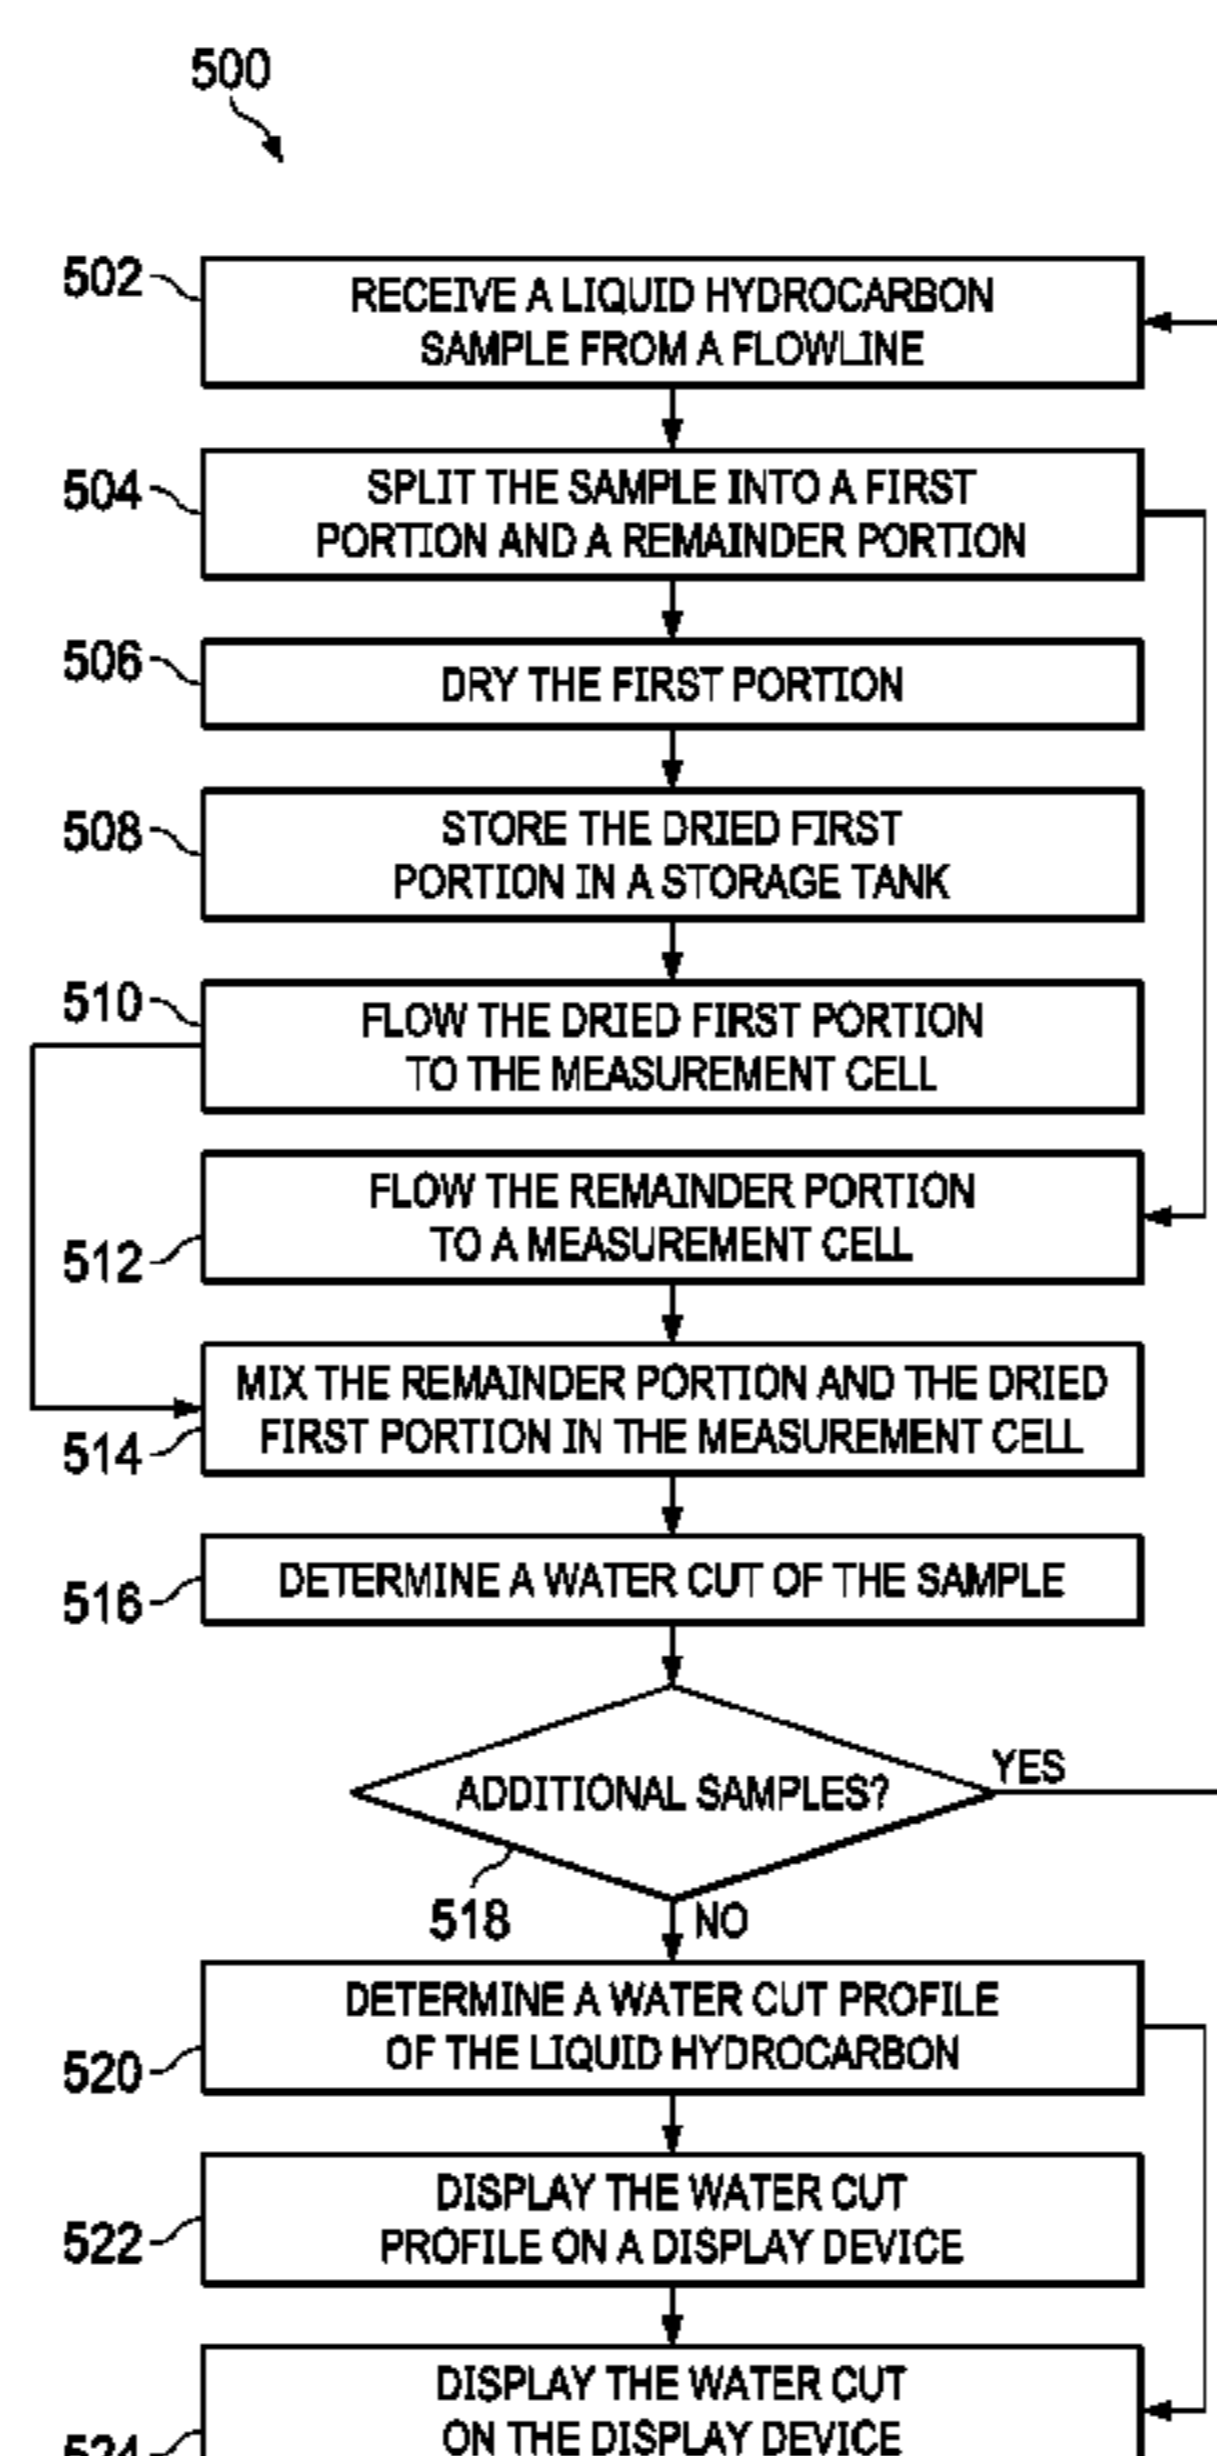 500
502
RECEIVE A LIQUID HYDROCARBON
SAMPLE FROM A FLOWLINE
504
SPLIT THE SAMPLE INTO A FIRST
PORTION AND A REMAINDER PORTION
506
DRY THE FIRST PORTION
508
STORE THE DRIED FIRST
PORTION IN A STORAGE TANK
510
FLOW THE DRIED FIRST PORTION
TO THE MEASUREMENT CELL
FLOW THE REMAINDER PORTION
TO A MEASUREMENT CELL
512
MIX THE REMAINDER PORTION AND THE DRIED
FIRST PORTION IN THE MEASUREMENT CELL
514
DETERMINE A WATER CUT OF THE SAMPLE
516
ADDITIONAL SAMPLES?
YES
518
NO
DETERMINE A WATER CUT PROFILE
OF THE LIQUID HYDROCARBON
520
DISPLAY THE WATER CUT
PROFILE ON A DISPLAY DEVICE
522
DISPLAY THE WATER CUT
ON THE DISPLAY DEVICE
524